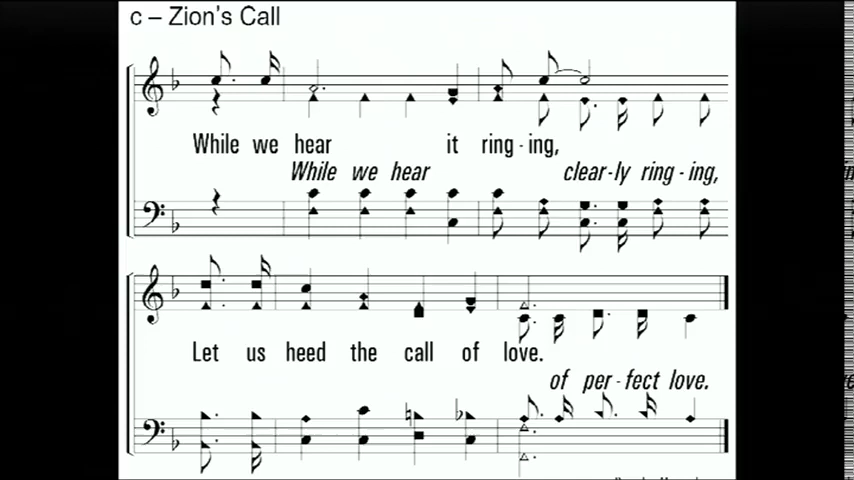 c – Zion's Call
While we hear it ring - ing,
While we hear clear - ly ring - ing,
Let us heed the call of love.
of per - fect love.